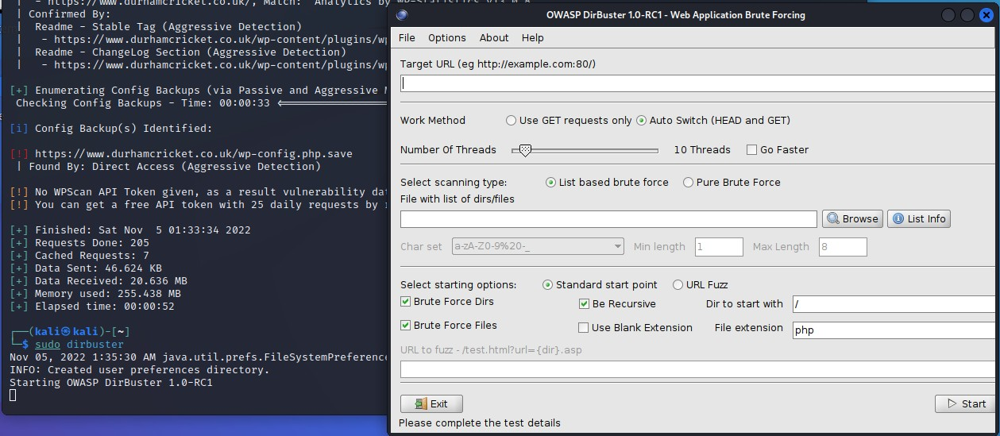 https://www.durhamcricket.co.uk/, Match: 'Analytics by WP-Statistics v13.0.8
| Confirmed By:
|  Readme - Stable Tag (Aggressive Detection)
|   - https://www.durhamcricket.co.uk/wp-content/plugins/wp
|  Readme - ChangeLog Section (Aggressive Detection)
|   - https://www.durhamcricket.co.uk/wp-content/plugins/wp
[+] Enumerating Config Backups (via Passive and Aggressive M
Checking Config Backups - Time: 00:00:33
[i] Config Backup(s) Identified:
[!] https://www.durhamcricket.co.uk/wp-config.php.save
| Found By: Direct Access (Aggressive Detection)
[!] No WPScan API Token given, as a result vulnerability dat
[!] You can get a free API token with 25 daily requests by
[+] Finished: Sat Nov  5 01:33:34 2022
[+] Requests Done: 205
[+] Cached Requests: 7
[+] Data Sent: 46.624 KB
[+] Data Received: 20.636 MB
[+] Memory used: 255.438 MB
[+] Elapsed time: 00:00:52
┌──(kali㉿kali)-[~]
└─$ sudo dirbuster
Nov 05, 2022 1:35:30 AM java.util.prefs.FileSystemPreference
INFO: Created user preferences directory.
Starting OWASP DirBuster 1.0-RC1
OWASP DirBuster 1.0-RC1 - Web Application Brute Forcing
File Options About Help
Target URL (eg http://example.com:80/)
Work Method Use GET requests only Auto Switch (HEAD and GET)
Number Of Threads 10 Threads Go Faster
Select scanning type: List based brute force Pure Brute Force
File with list of dirs/files
Browse List Info
Char set a-zA-Z0-9%20-_ Min length 1 Max Length 8
Select starting options: Standard start point URL Fuzz
Brute Force Dirs Be Recursive Dir to start with /
Brute Force Files Use Blank Extension File extension php
URL to fuzz - /test.html?url={dir}.asp
Exit Start
Please complete the test details